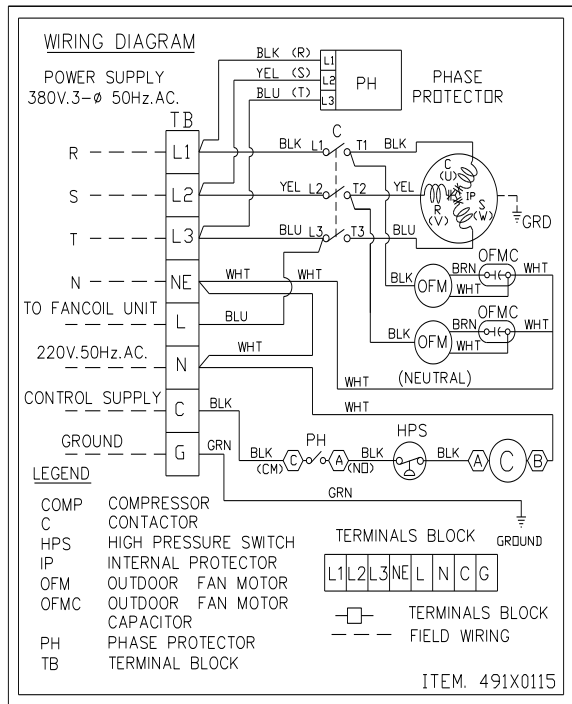 WIRING DIAGRAM
POWER SUPPLY
380V.3-ø 50Hz.AC.
BLK (R)
YEL (S)
BLU (T)
L1
L2
L3
PH
PHASE
PROTECTOR
TB
R
L1
BLK L1 C T1 BLK
S
L2
YEL L2 T2 YEL
T
L3
BLU L3 T3 BLU
C
(U)
IP
R
(V)
S
(W)
GRD
N
NE
WHT WHT
BLK OFM BRN OFMC WHT
WHT
TO FANCOIL UNIT
L
BLU
BLK OFM BRN OFMC WHT
WHT
220V.50Hz.AC.
N
WHT
WHT (NEUTRAL)
CONTROL SUPPLY
C
BLK
WHT
GROUND
G
GRN
BLK (CM) C PH A BLK (NO) HPS BLK A C B
GRN
GROUND
LEGEND
COMP COMPRESSOR
C CONTACTOR
HPS HIGH PRESSURE SWITCH
IP INTERNAL PROTECTOR
OFM OUTDOOR FAN MOTOR
OFMC OUTDOOR FAN MOTOR
CAPACITOR
PH PHASE PROTECTOR
TB TERMINAL BLOCK
TERMINALS BLOCK
L1 L2 L3 NE L N C G
TERMINALS BLOCK
FIELD WIRING
ITEM. 491X0115